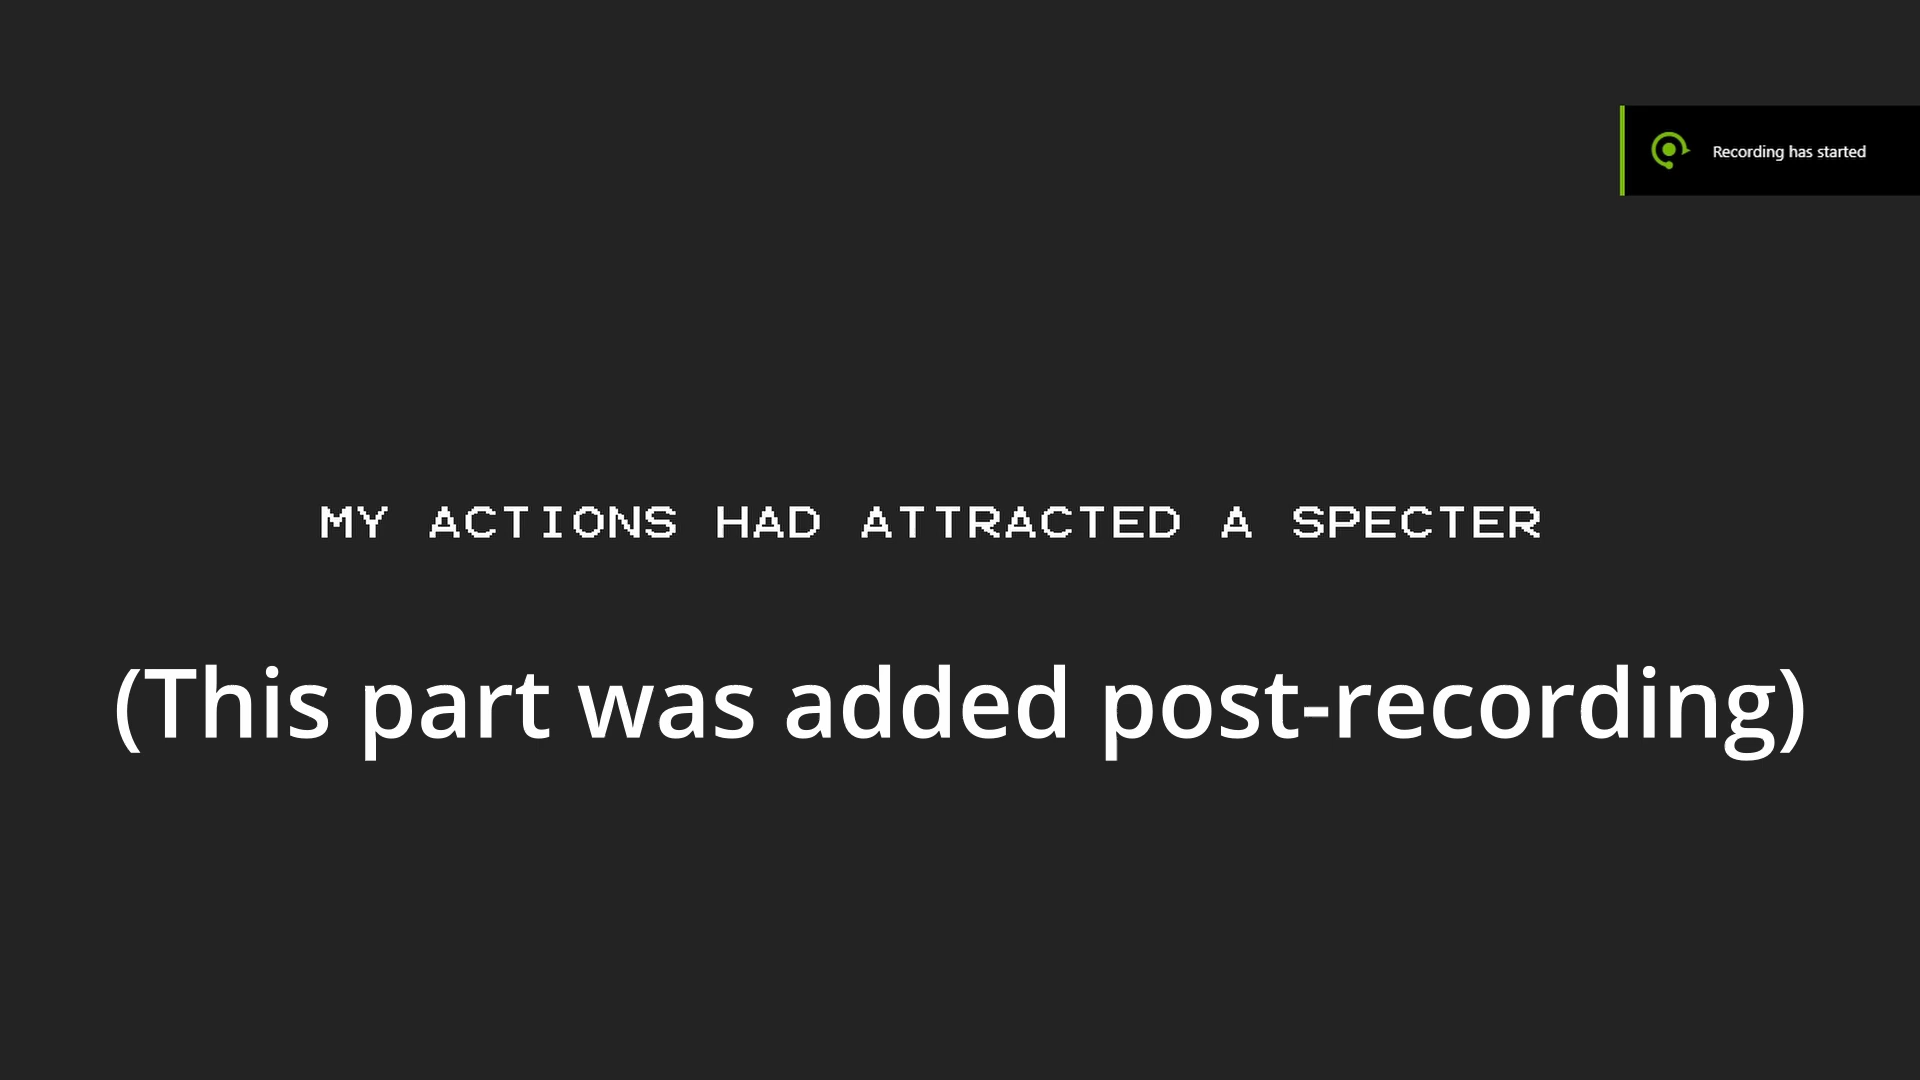 Recording has started
MY ACTIONS HAD ATTRACTED A SPECTER
(This part was added post-recording)